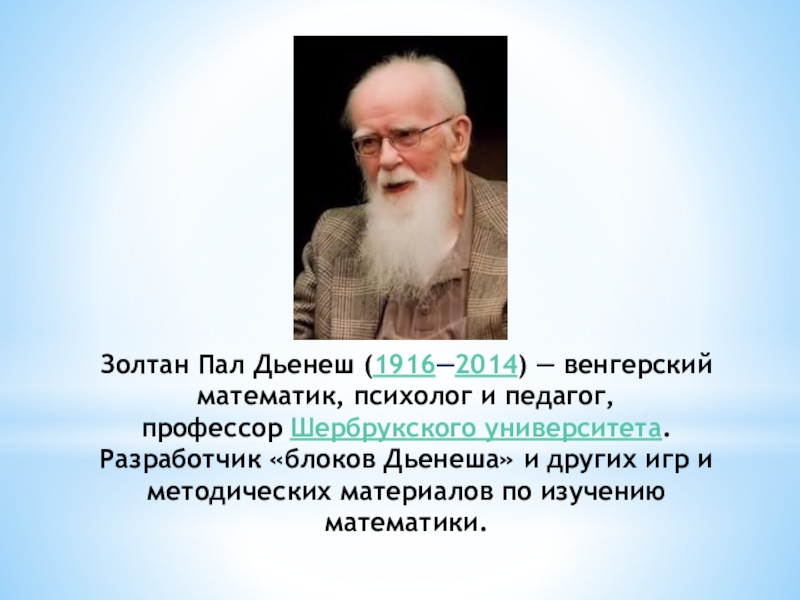 Золтан Пал Дьенеш (1916—2014) — венгерский
математик, психолог и педагог,
профессор Шербрукского университета.
Разработчик «блоков Дьенеша» и других игр и
методических материалов по изучению
математики.